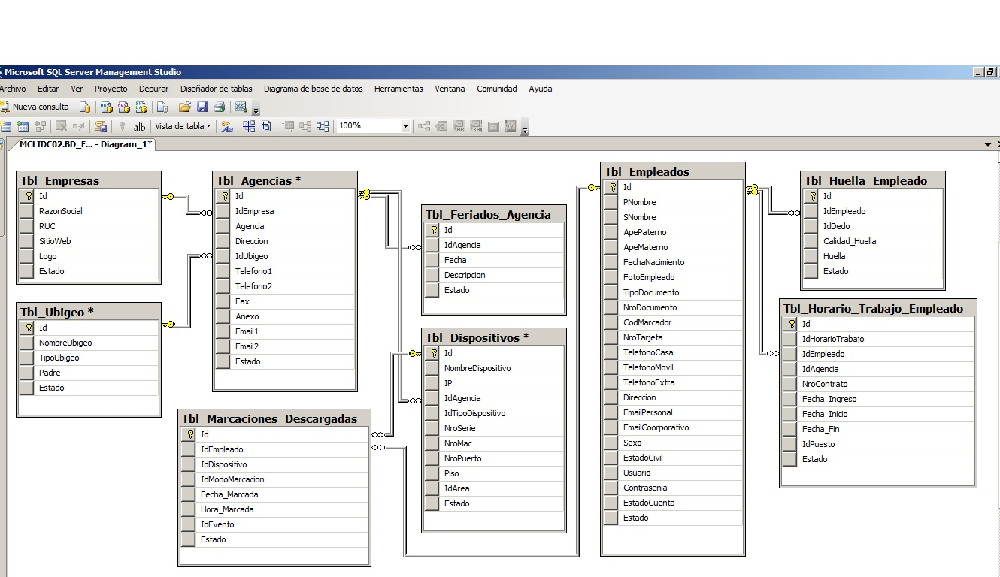 Microsoft SQL Server Management Studio
Archivo Editar Ver Proyecto Depurar Diseñador de tablas Diagrama de base de datos Herramientas Ventana Comunidad Ayuda
Nueva consulta
Vista de tabla 100%
MCLIDC02.BD_E... - Diagram_1*
Tbl_Empresas
Id
RazonSocial
RUC
SitioWeb
Logo
Estado
Tbl_Ubigeo *
Id
NombreUbigeo
TipoUbigeo
Padre
Estado
Tbl_Agencias *
Id
IdEmpresa
Agencia
Direccion
IdUbigeo
Telefono1
Telefono2
Fax
Anexo
Email1
Email2
Estado
Tbl_Marcaciones_Descargadas
Id
IdEmpleado
IdDispositivo
IdModoMarcacion
Fecha_Marcada
Hora_Marcada
IdEvento
Estado
Tbl_Feriados_Agencia
Id
IdAgencia
Fecha
Descripcion
Estado
Tbl_Dispositivos *
Id
NombreDispositivo
IP
IdAgencia
IdTipoDispositivo
NroSerie
NroMac
NroPuerto
Piso
IdArea
Estado
Tbl_Empleados
Id
PNombre
SNombre
ApePaterno
ApeMaterno
FechaNacimiento
FotoEmpleado
TipoDocumento
NroDocumento
CodMarcador
NroTarjeta
TelefonoCasa
TelefonoMovil
TelefonoExtra
Direccion
EmailPersonal
EmailCoorporativo
Sexo
EstadoCivil
Usuario
Contrasenia
EstadoCuenta
Estado
Tbl_Huella_Empleado
Id
IdEmpleado
IdDedo
Calidad_Huella
Huella
Estado
Tbl_Horario_Trabajo_Empleado
Id
IdHorarioTrabajo
IdEmpleado
IdAgencia
NroContrato
Fecha_Ingreso
Fecha_Inicio
Fecha_Fin
IdPuesto
Estado